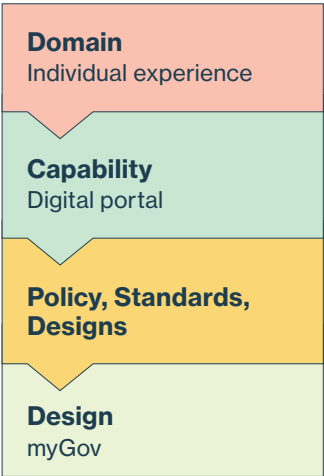 Domain
Individual experience
Capability
Digital portal
Policy, Standards,
Designs
Design
myGov